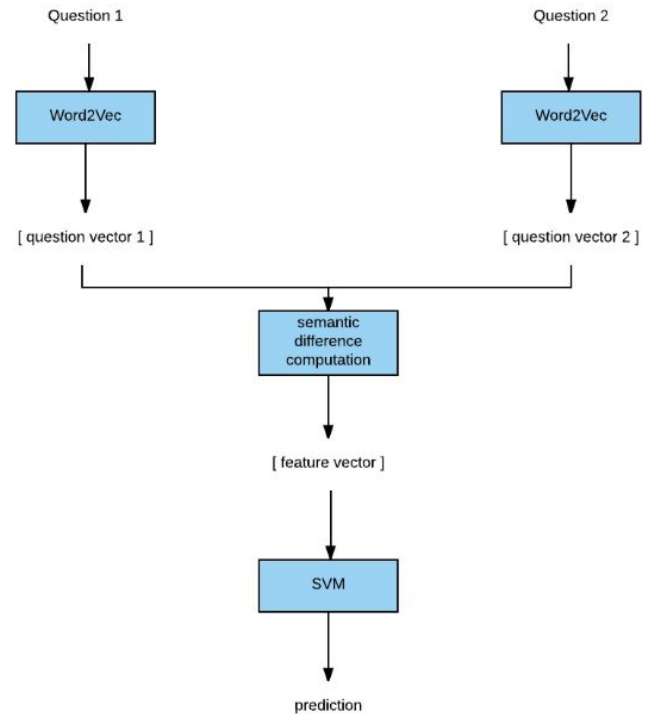 Question 1
Question 2
Word2Vec
Word2Vec
[ question vector 1 ]
[ question vector 2 ]
semantic
difference
computation
[ feature vector ]
SVM
prediction